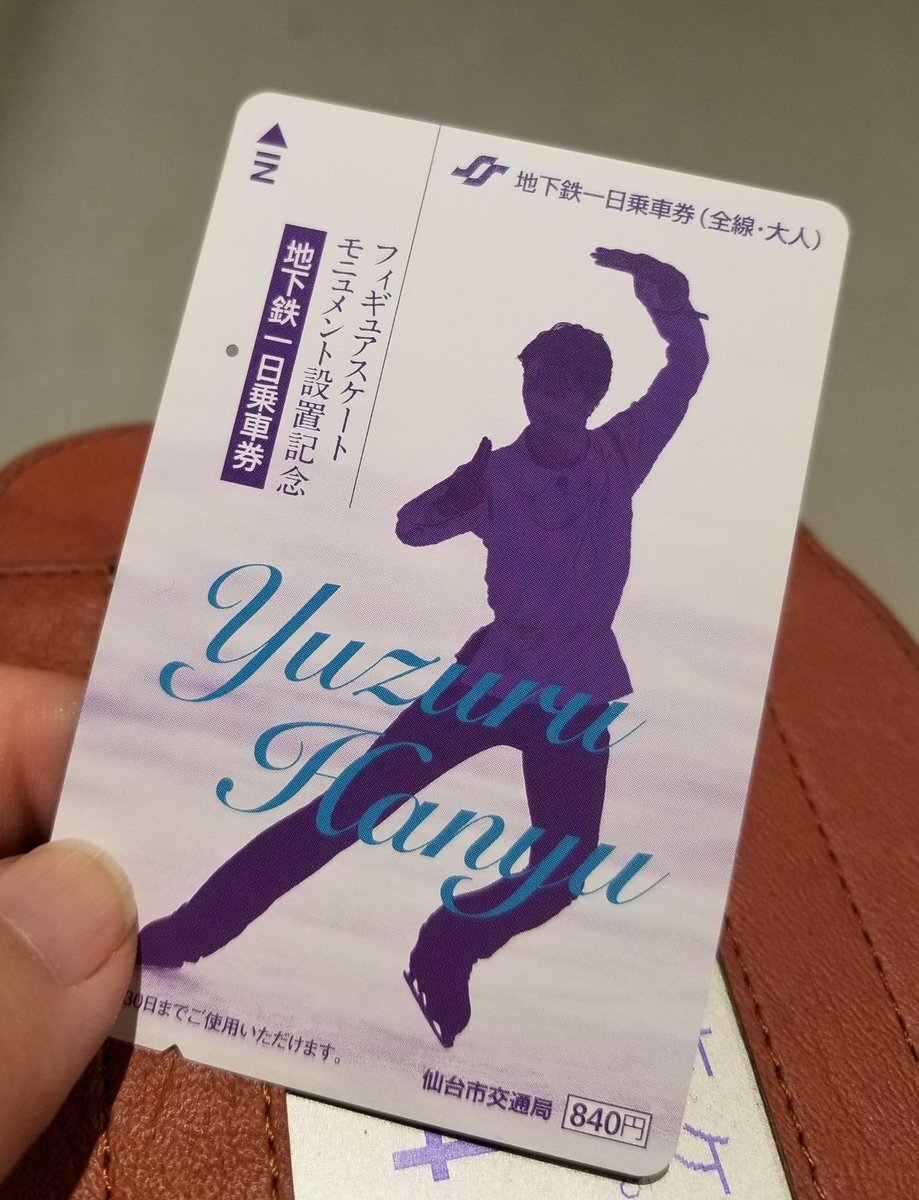 IN
地下鉄一日乗車券(全線・大人)
フィギュアスケート
モニュメント設置記念
地下鉄一日乗車券
Yuzuru
Hanyu
30日までご使用いただけます。
仙台市交通局 840円